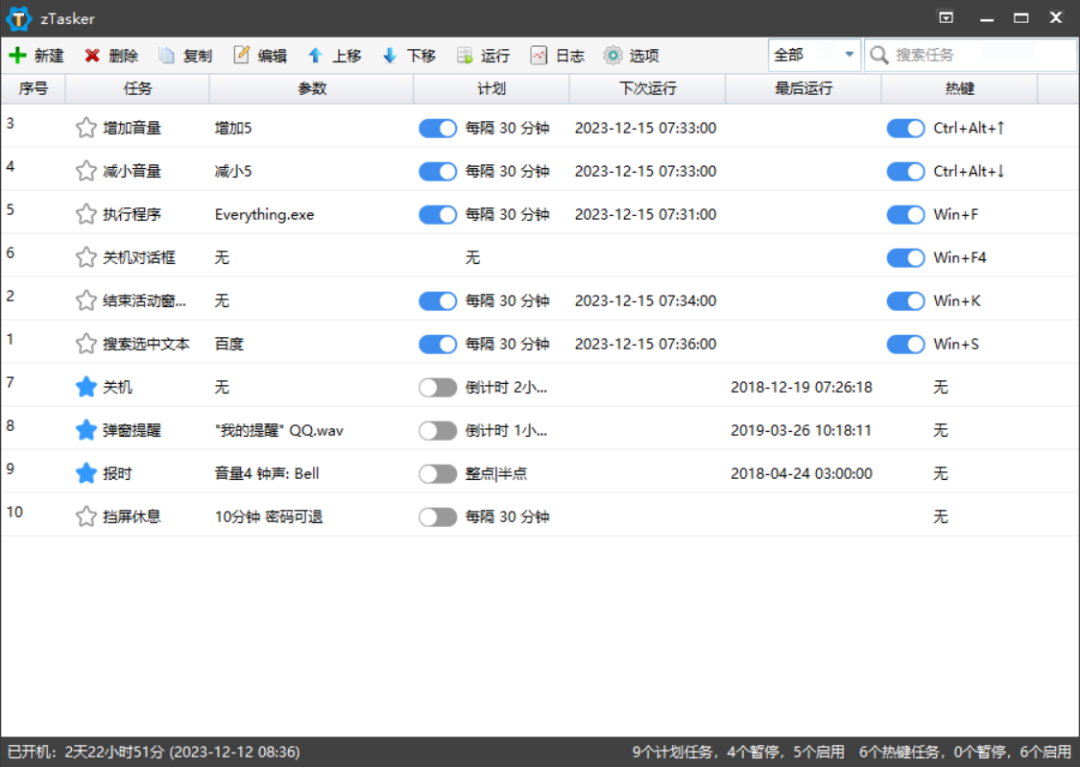 zTasker
新建 删除 复制 编辑 上移 下移 运行 日志 选项 全部 搜索任务
序号 任务 参数 计划 下次运行 最后运行 热键
3 增加音量 增加5 每隔 30 分钟 2023-12-15 07:33:00 Ctrl+Alt+↑
4 减小音量 减小5 每隔 30 分钟 2023-12-15 07:33:00 Ctrl+Alt+↓
5 执行程序 Everything.exe 每隔 30 分钟 2023-12-15 07:31:00 Win+F
6 关机对话框 无 无 Win+F4
2 结束活动窗... 无 每隔 30 分钟 2023-12-15 07:34:00 Win+K
1 搜索选中文本 百度 每隔 30 分钟 2023-12-15 07:36:00 Win+S
7 关机 无 倒计时 2小... 2018-12-19 07:26:18 无
8 弹窗提醒 "我的提醒" QQ.wav 倒计时 1小... 2019-03-26 10:18:11 无
9 报时 音量4 钟声: Bell 整点|半点 2018-04-24 03:00:00 无
10 挡屏休息 10分钟 密码可退 每隔 30 分钟 无
已开机: 2天22小时51分 (2023-12-12 08:36) 9个计划任务，4个暂停，5个启用 6个热键任务，0个暂停，6个启用